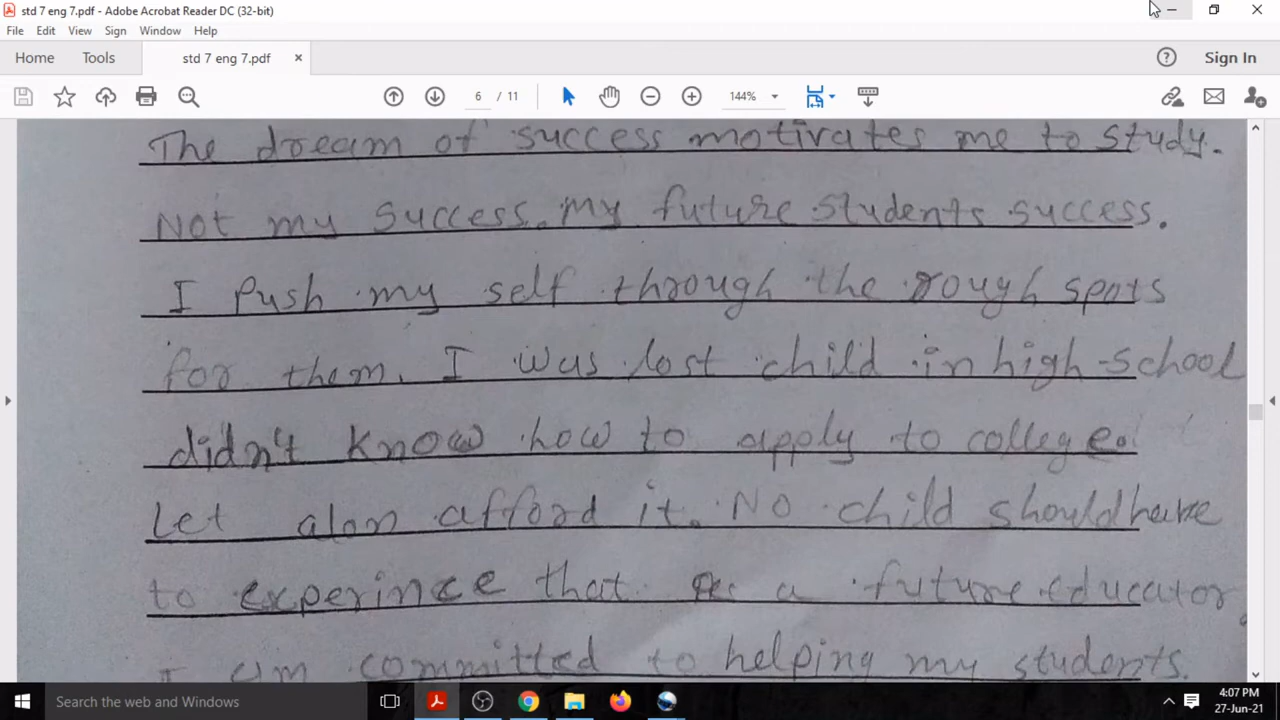 std 7 eng 7.pdf - Adobe Acrobat Reader DC (32-bit)
File Edit View Sign Window Help
Home Tools std 7 eng 7.pdf × Sign In
6 / 11 144%
The dream of success motivates me to study.
Not my success. My future students success.
I push my self through the rough spots
for them. I was lost child in high-school
didn't know how to apply to college.
Let alon afford it. No child should have
to experince that. As a future educator
I am committed to helping my students.
Search the web and Windows
4:07 PM
27-Jun-21